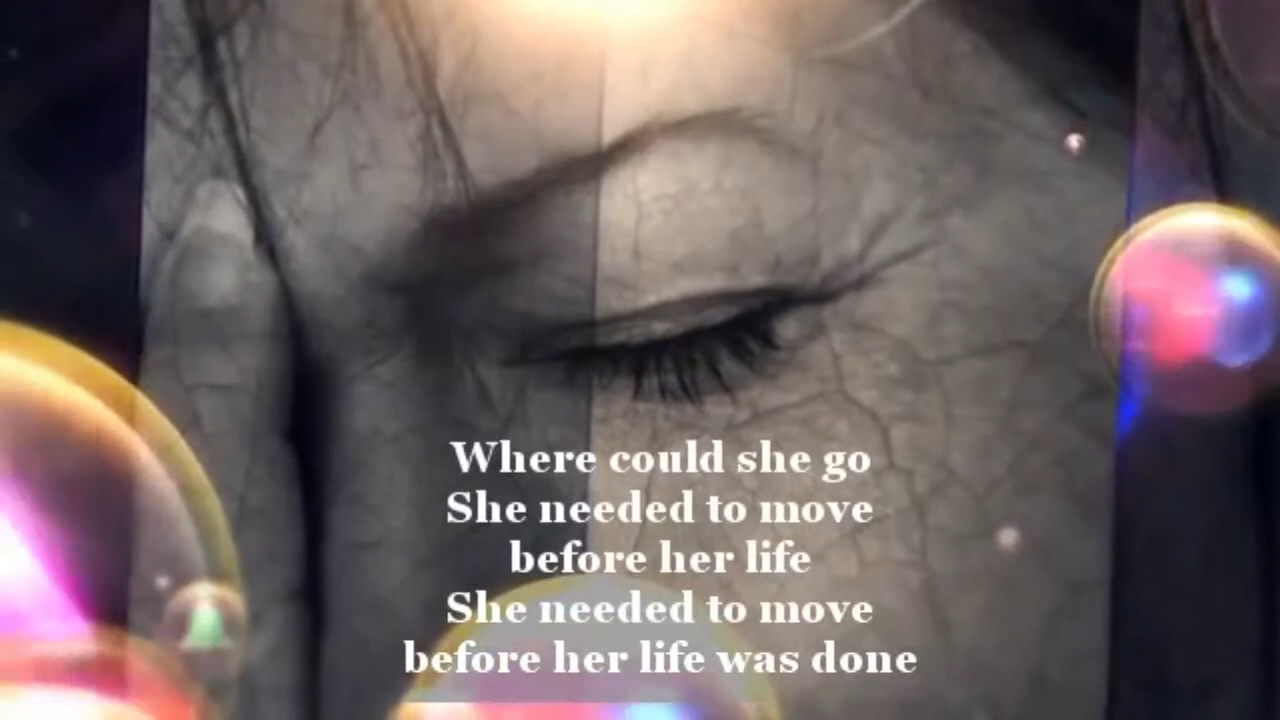 Where could she go
She needed to move
before her life
She needed to move
before her life was done